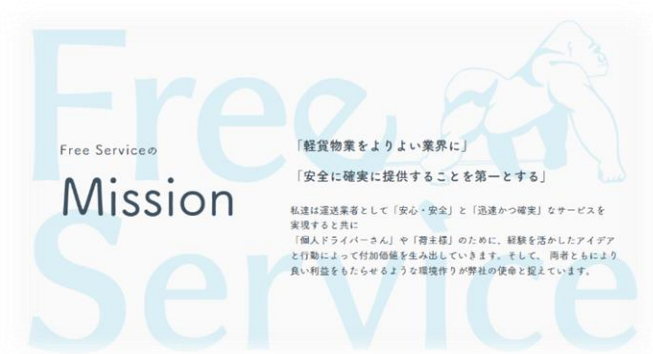 Free
Service
Free Serviceの
Mission
「軽貨物業をよりよい業界に」
「安全に確実に提供することを第一とする」
私達は運送業者として「安心・安全」と「迅速かつ確実」なサービスを
実現すると共に
「個人ドライバーさん」や「荷主様」のために、経験を活かしたアイデア
と行動によって付加価値を生み出していきます。そして、 両者ともにより
良い利益をもたらせるような環境作りが弊社の使命と捉えています。